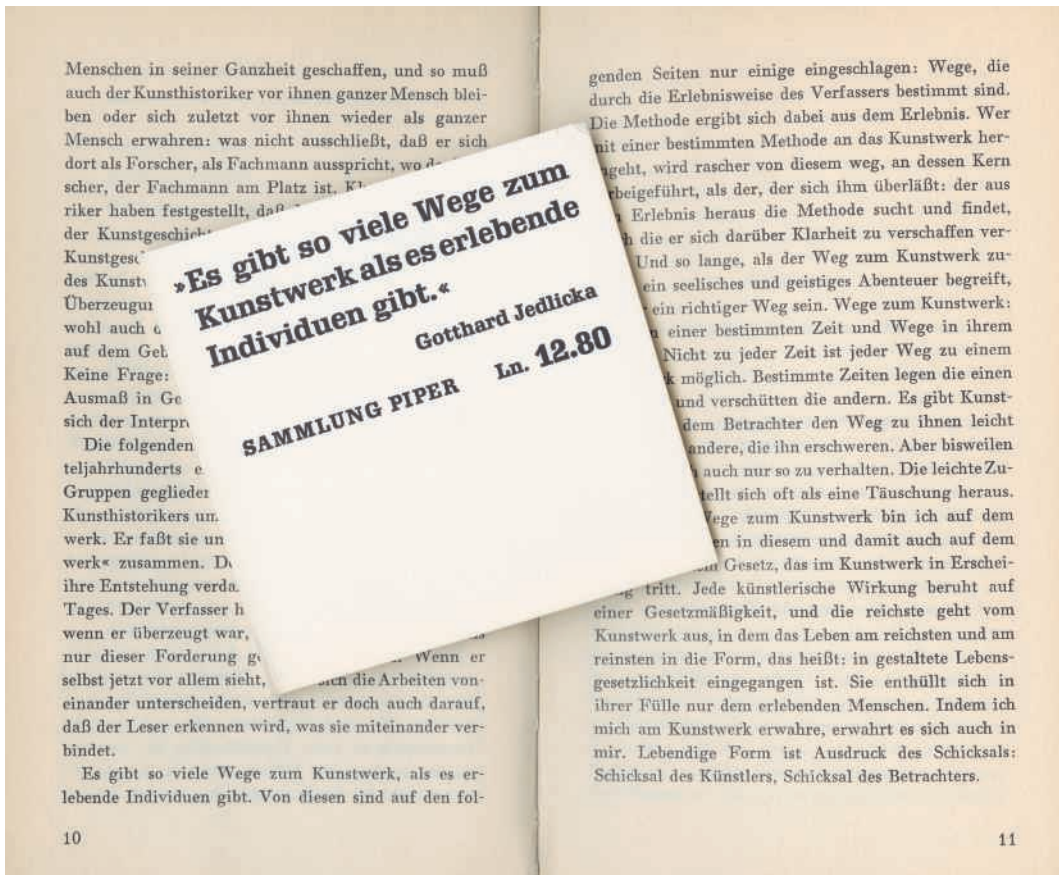 Menschen in seiner Ganzheit geschaffen, und so muß
auch der Kunsthistoriker vor ihnen ganzer Mensch blei-
ben oder sich zuletzt vor ihnen wieder als ganzer
Mensch erwahren: was nicht ausschließt, daß er sich
dort als Forscher, als Fachmann ausspricht, wo
scher, der Fachmann am Platz ist.
riker haben festgestellt, daß
der
des
wohl auch
auf dem
Keine Frage:
Ausmaß in
sich der
Die folgenden
teljahrhunderts
Gruppen
Kunsthistorikers
werk. Er faßt sie
werk« zusammen.
ihre Entstehung
Tages. Der Verfasser
wenn er überzeugt war,
nur dieser Forderung Wenn er
selbst jetzt vor allem sieht, die Arbeiten von-
einander unterscheiden, vertraut er doch auch darauf,
daß der Leser erkennen wird, was sie miteinander ver-
bindet.
Es gibt so viele Wege zum Kunstwerk, als es er-
lebende Individuen gibt. Von diesen sind auf den fol-
10
»Es gibt so viele Wege zum
Kunstwerk als es erlebende
Individuen gibt.«
Gotthard Jedlicka
SAMMLUNG PIPER Ln. 12.80
genden Seiten nur einige eingeschlagen: Wege, die
durch die Erlebnisweise des Verfassers bestimmt sind.
Die Methode ergibt sich dabei aus dem Erlebnis. Wer
mit einer bestimmten Methode an das Kunstwerk her-
angeht, wird rascher von diesem weg, an dessen Kern
vorbeigeführt, als der, der sich ihm überläßt: der aus
Erlebnis heraus die Methode sucht und findet,
die er sich darüber Klarheit zu verschaffen ver-
Und so lange, als der Weg zum Kunstwerk zu-
ein seelisches und geistiges Abenteuer begreift,
ein richtiger Weg sein. Wege zum Kunstwerk:
einer bestimmten Zeit und Wege in ihrem
Nicht zu jeder Zeit ist jeder Weg zu einem
möglich. Bestimmte Zeiten legen die einen
und verschütten die andern. Es gibt Kunst-
dem Betrachter den Weg zu ihnen leicht
andere, die ihn erschweren. Aber bisweilen
auch nur so zu verhalten. Die leichte Zu-
stellt sich oft als eine Täuschung heraus.
Wege zum Kunstwerk bin ich auf dem
in diesem und damit auch auf dem
Gesetz, das im Kunstwerk in Erschei-
nung tritt. Jede künstlerische Wirkung beruht auf
einer Gesetzmäßigkeit, und die reichste geht vom
Kunstwerk aus, in dem das Leben am reichsten und am
reinsten in die Form, das heißt: in gestaltete Lebens-
gesetzlichkeit eingegangen ist. Sie enthüllt sich in
ihrer Fülle nur dem erlebenden Menschen. Indem ich
mich am Kunstwerk erwahre, erwahrt es sich auch in
mir. Lebendige Form ist Ausdruck des Schicksals:
Schicksal des Künstlers, Schicksal des Betrachters.
11